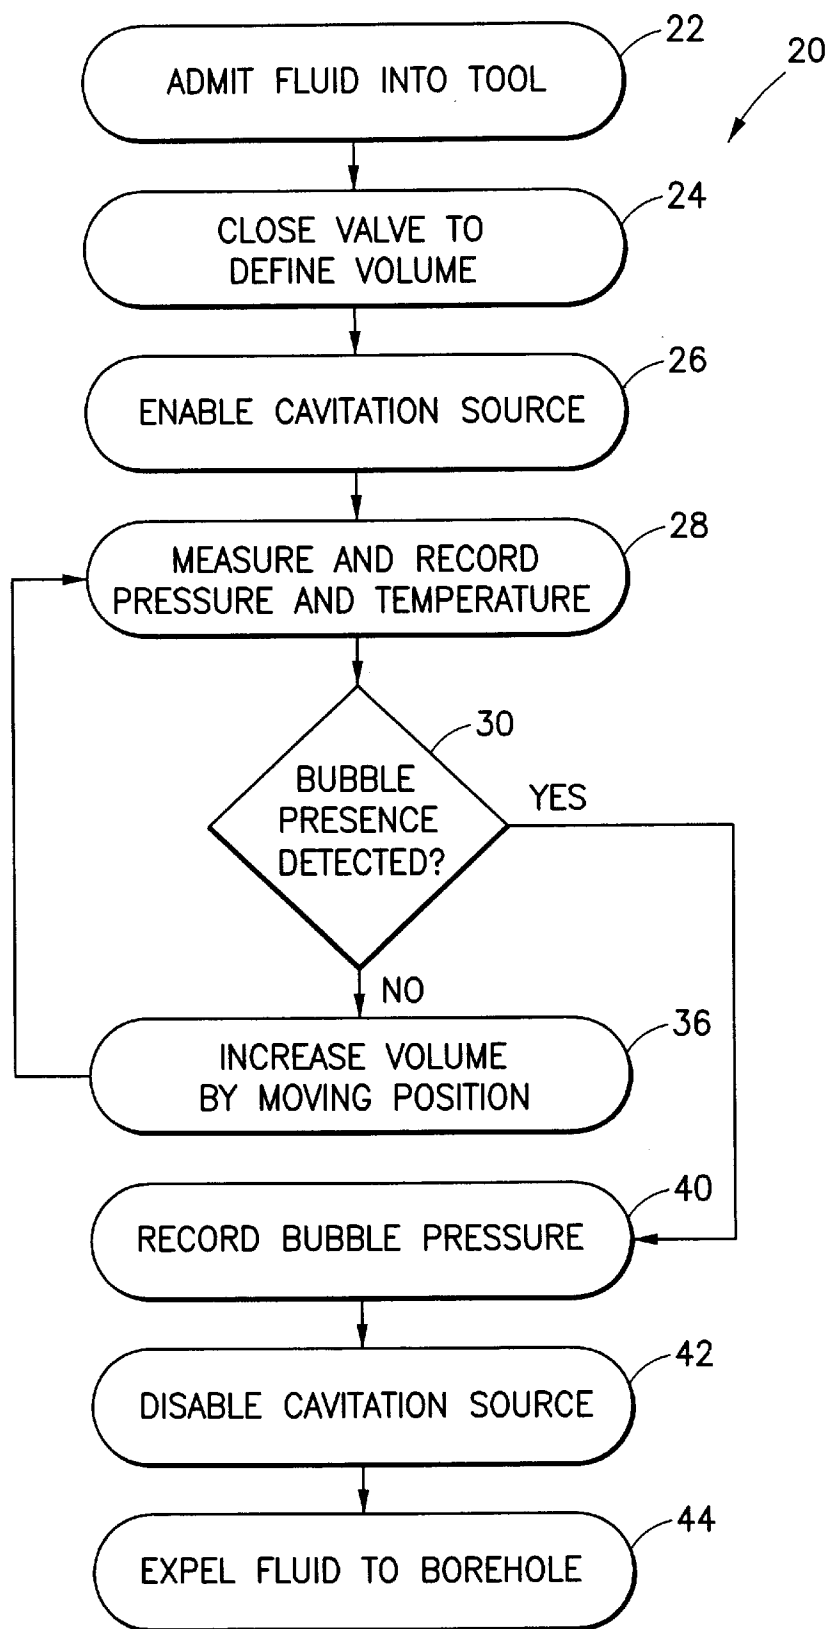 22
20
ADMIT FLUID INTO TOOL
24
CLOSE VALVE TO
DEFINE VOLUME
26
ENABLE CAVITATION SOURCE
28
MEASURE AND RECORD
PRESSURE AND TEMPERATURE
30
BUBBLE
PRESENCE
DETECTED?
YES
NO
36
INCREASE VOLUME
BY MOVING POSITION
40
RECORD BUBBLE PRESSURE
42
DISABLE CAVITATION SOURCE
44
EXPEL FLUID TO BOREHOLE